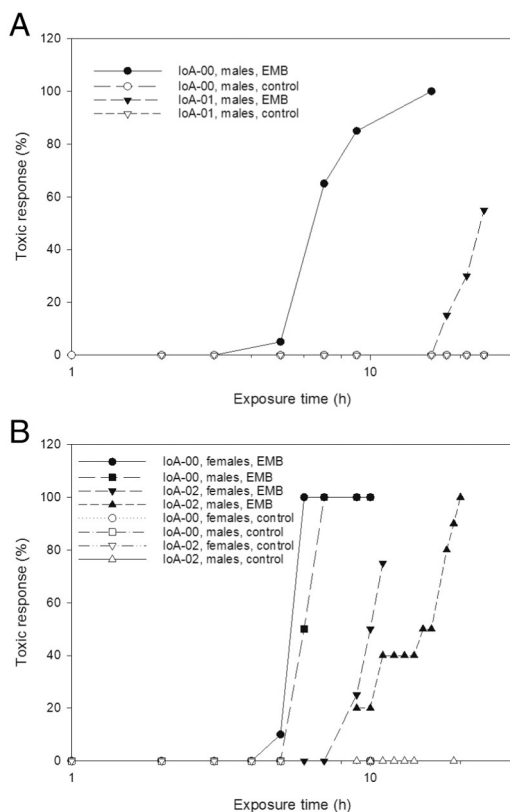 A
120
100
80
60
40
20
0
Toxic response (%)
IoA-00, males, EMB
IoA-00, males, control
IoA-01, males, EMB
IoA-01, males, control
1
10
Exposure time (h)
B
120
100
80
60
40
20
0
Toxic response (%)
IoA-00, females, EMB
IoA-00, males, EMB
IoA-02, females, EMB
IoA-02, males, EMB
IoA-00, females, control
IoA-00, males, control
IoA-02, females, control
IoA-02, males, control
1
10
Exposure time (h)